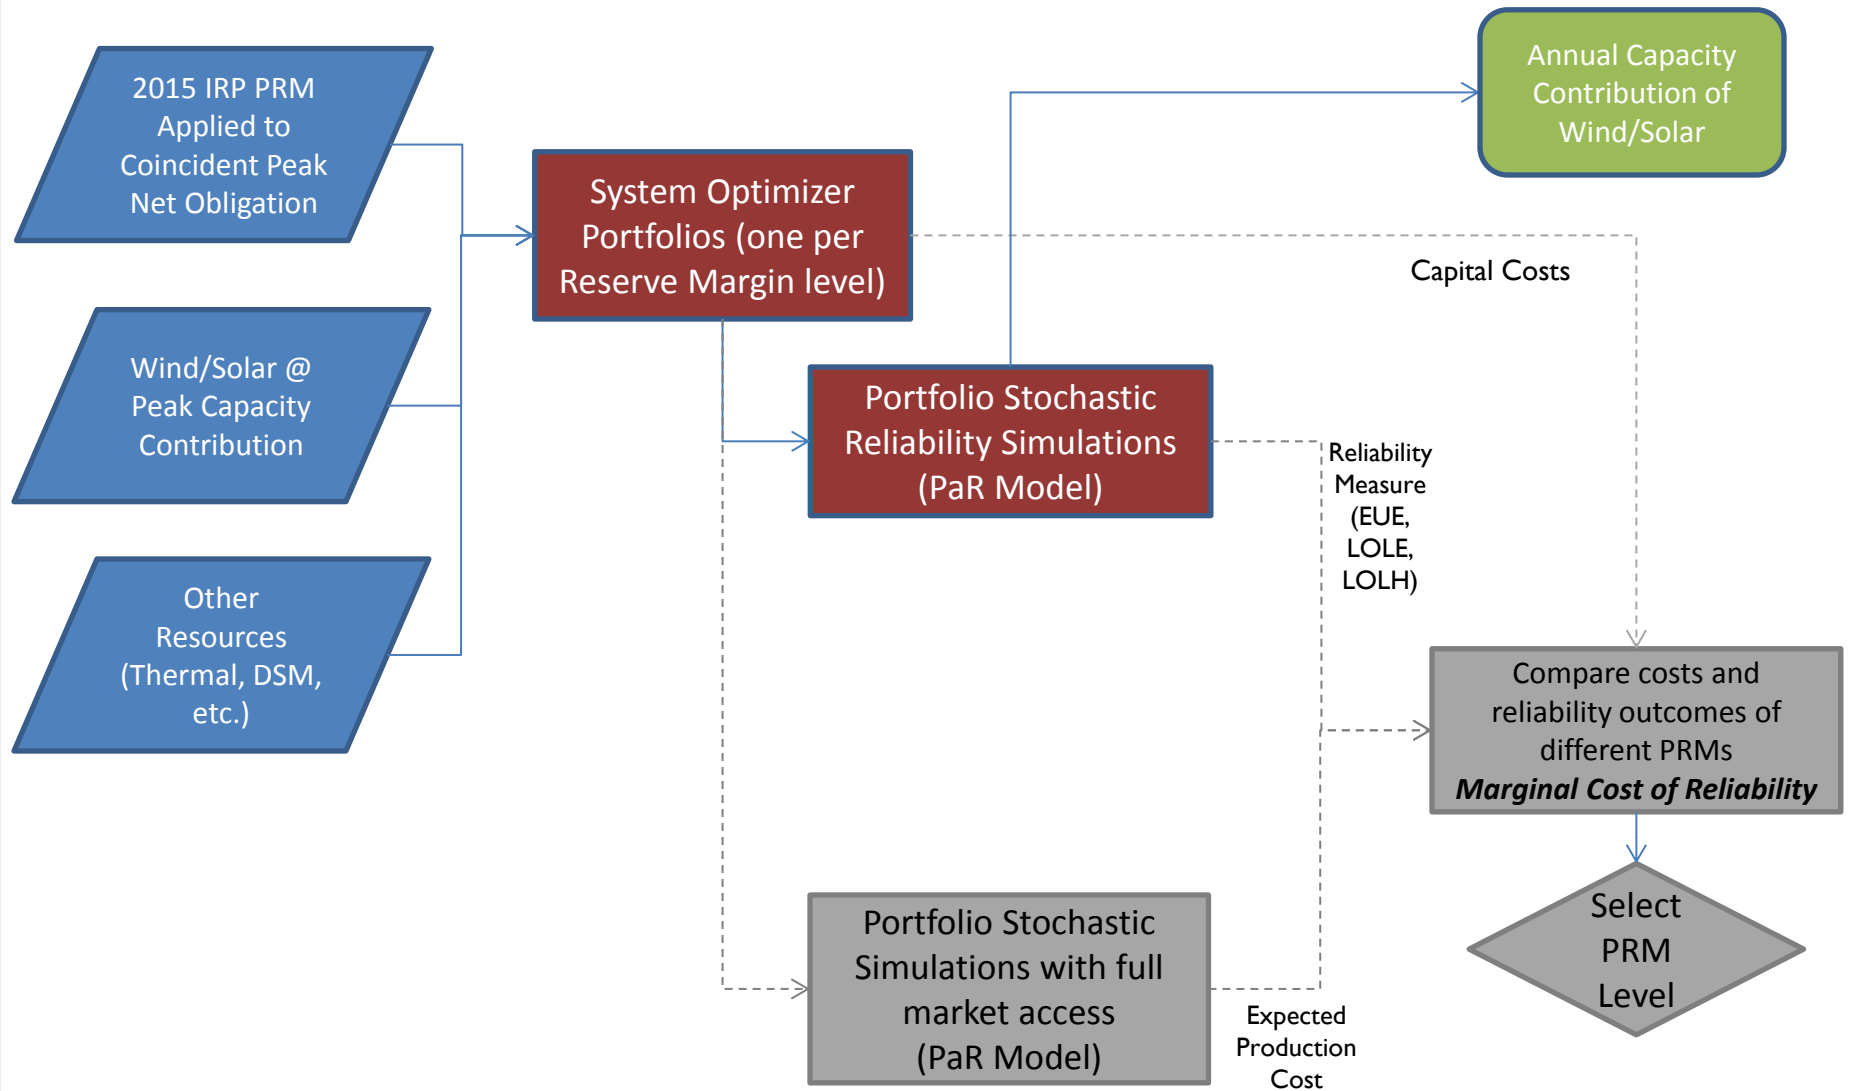 2015 IRP PRM
Applied to
Coincident Peak
Net Obligation
Wind/Solar @
Peak Capacity
Contribution
Other
Resources
(Thermal, DSM,
etc.)
System Optimizer
Portfolios (one per
Reserve Margin level)
Annual Capacity
Contribution of
Wind/Solar
Capital Costs
Portfolio Stochastic
Reliability Simulations
(PaR Model)
Reliability
Measure
(EUE,
LOLE,
LOLH)
Compare costs and
reliability outcomes of
different PRMs
Marginal Cost of Reliability
Portfolio Stochastic
Simulations with full
market access
(PaR Model)
Expected
Production
Cost
Select
PRM
Level